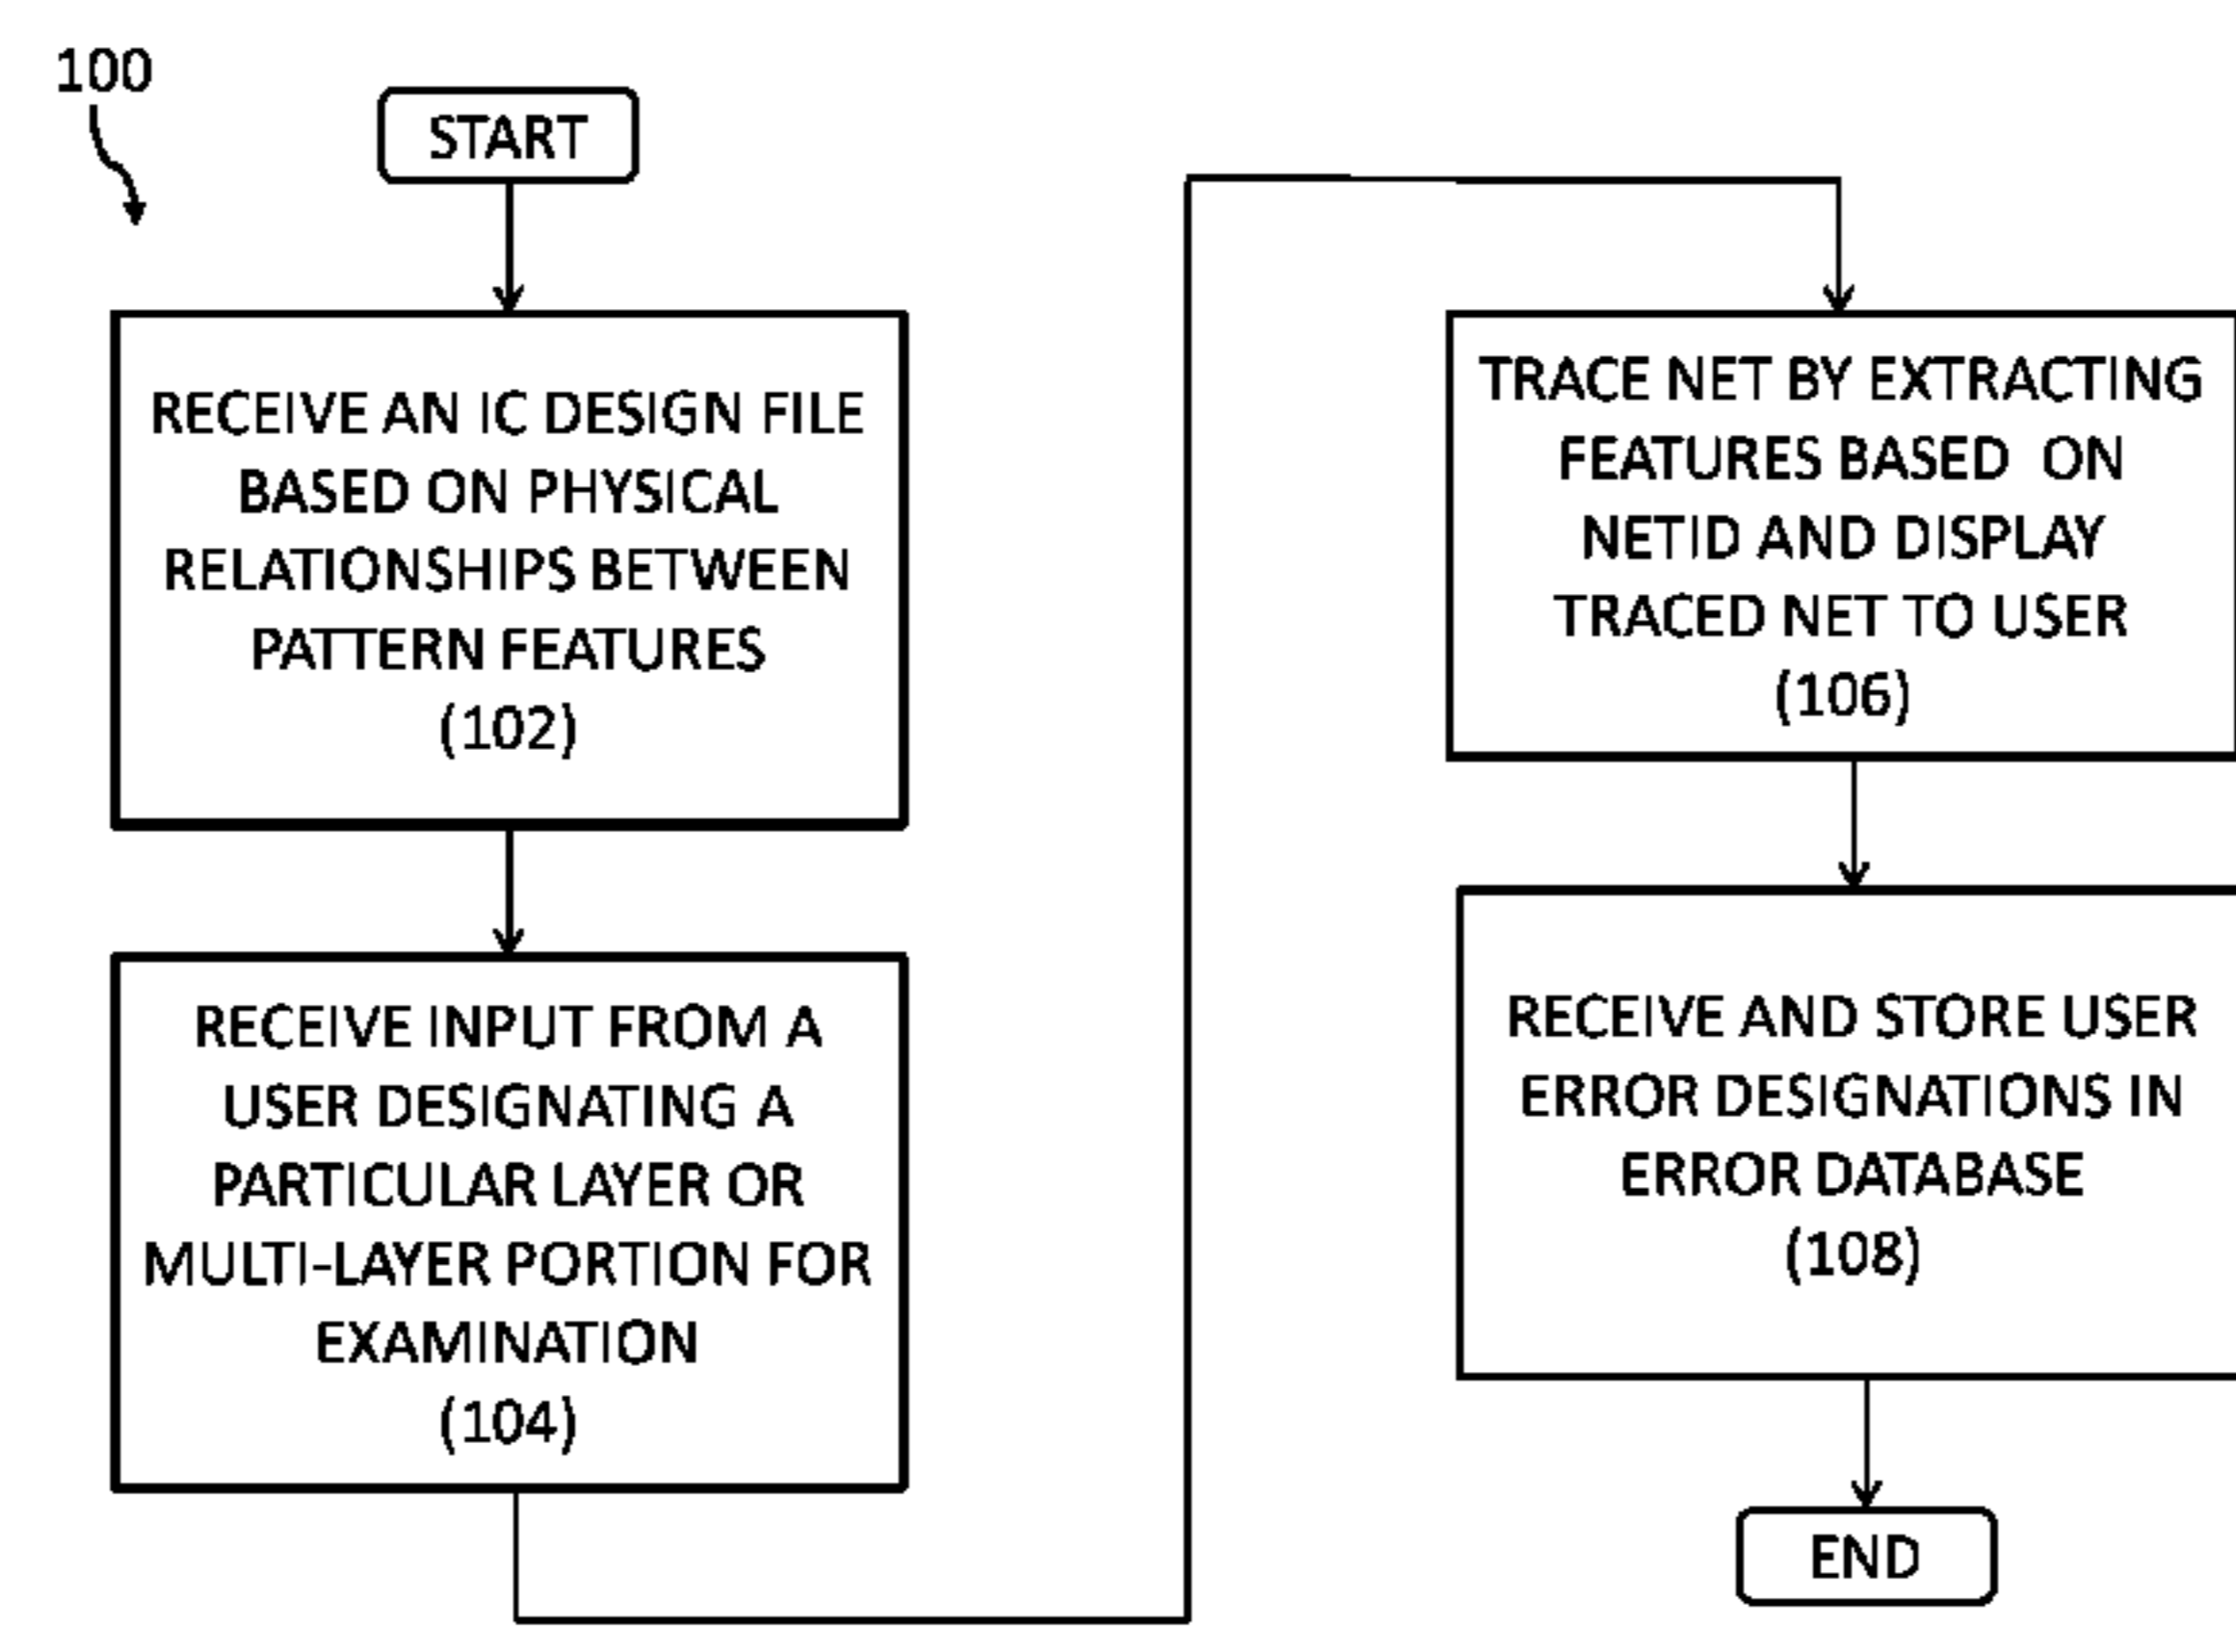 100
START
RECEIVE AN IC DESIGN FILE
BASED ON PHYSICAL
RELATIONSHIPS BETWEEN
PATTERN FEATURES
(102)
RECEIVE INPUT FROM A
USER DESIGNATING A
PARTICULAR LAYER OR
MULTI-LAYER PORTION FOR
EXAMINATION
(104)
TRACE NET BY EXTRACTING
FEATURES BASED ON
NETID AND DISPLAY
TRACED NET TO USER
(106)
RECEIVE AND STORE USER
ERROR DESIGNATIONS IN
ERROR DATABASE
(108)
END